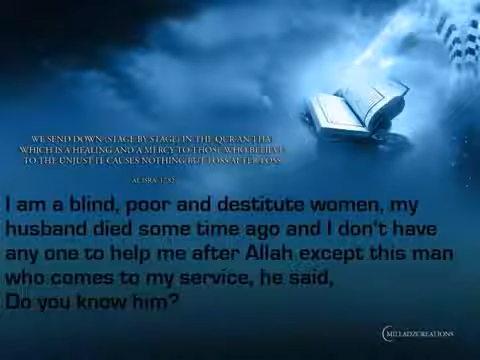 WE SEND DOWN (STAGE BY STAGE) IN THE QUR'AN THAT
WHICH IS A HEALING AND A MERCY TO THOSE WHO BELIEVE
TO THE UNJUST IT CAUSES NOTHING BUT LOSS AFTER LOSS
AL ISRA 17:82
I am a blind, poor and destitute women, my
husband died some time ago and I don't have
any one to help me after Allah except this man
who comes to my service, he said,
Do you know him?
MILLADZCREATIONS